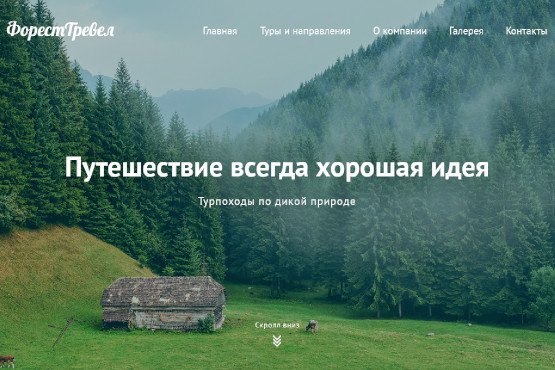 ФорестТревел
Главная Туры и направления О компании Галерея Контакты
Путешествие всегда хорошая идея
Турпоходы по дикой природе
Скролл вниз